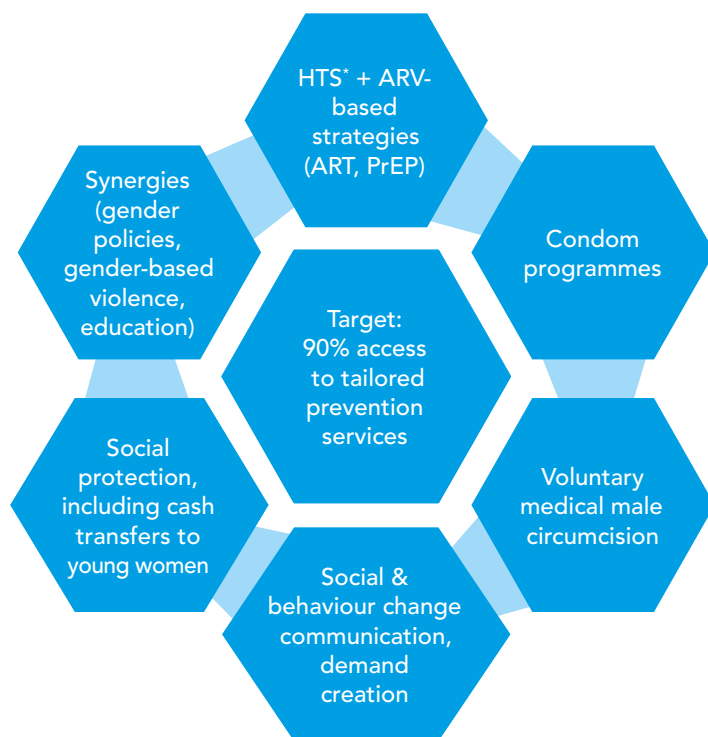 HTS* + ARV-
based
strategies
(ART, PrEP)
Condom
programmes
Voluntary
medical male
circumcision
Social &
behaviour change
communication,
demand
creation
Social
protection,
including cash
transfers to
young women
Synergies
(gender
policies,
gender-based
violence,
education)
Target:
90% access
to tailored
prevention
services